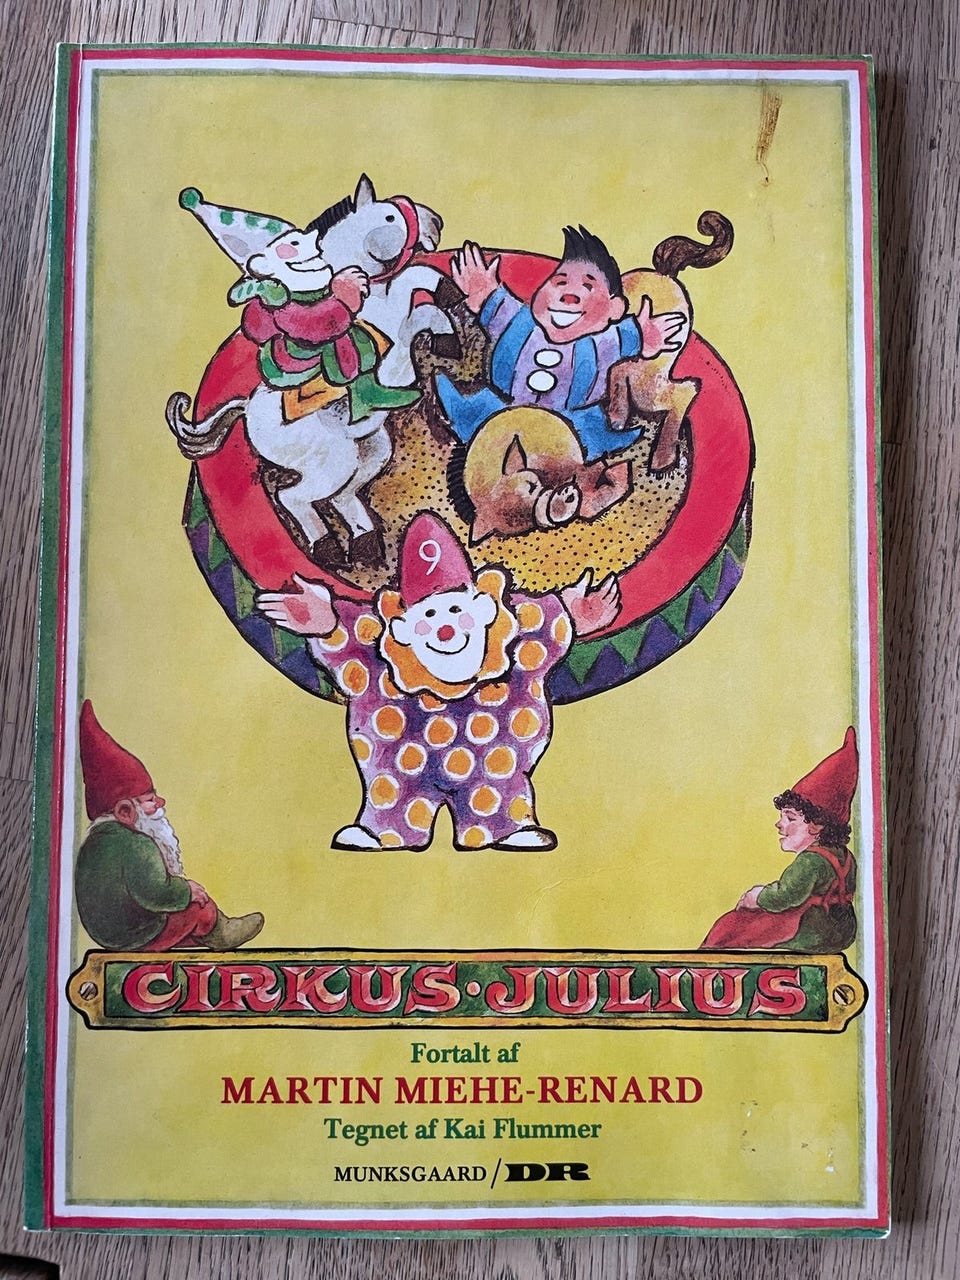 9
CIRKUS·JULIUS
Fortalt af
MARTIN MIEHE-RENARD
Tegnet af Kai Flummer
MUNKSGAARD/DR